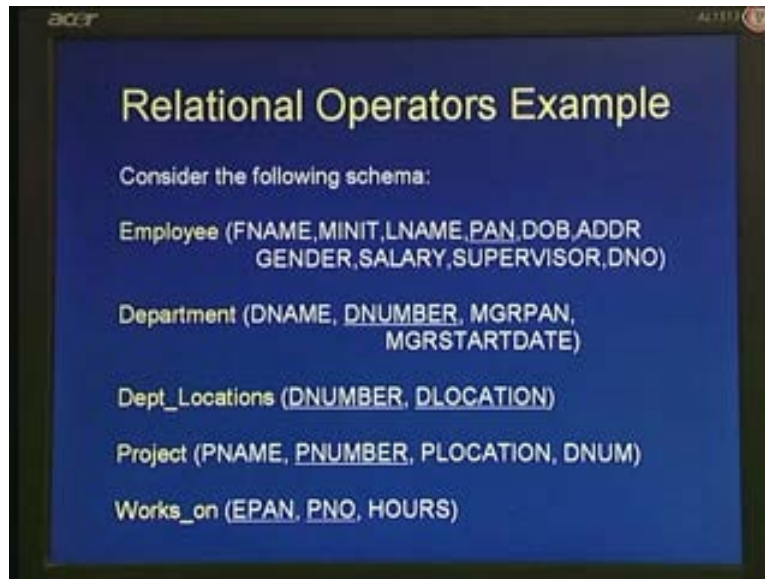 acer
Relational Operators Example
Consider the following schema:
Employee (FNAME,MINIT,LNAME,PAN,DOB,ADDR
GENDER,SALARY,SUPERVISOR,DNO)
Department (DNAME, DNUMBER, MGRPAN,
MGRSTARTDATE)
Dept_Locations (DNUMBER, DLOCATION)
Project (PNAME, PNUMBER, PLOCATION, DNUM)
Works_on (EPAN, PNO, HOURS)